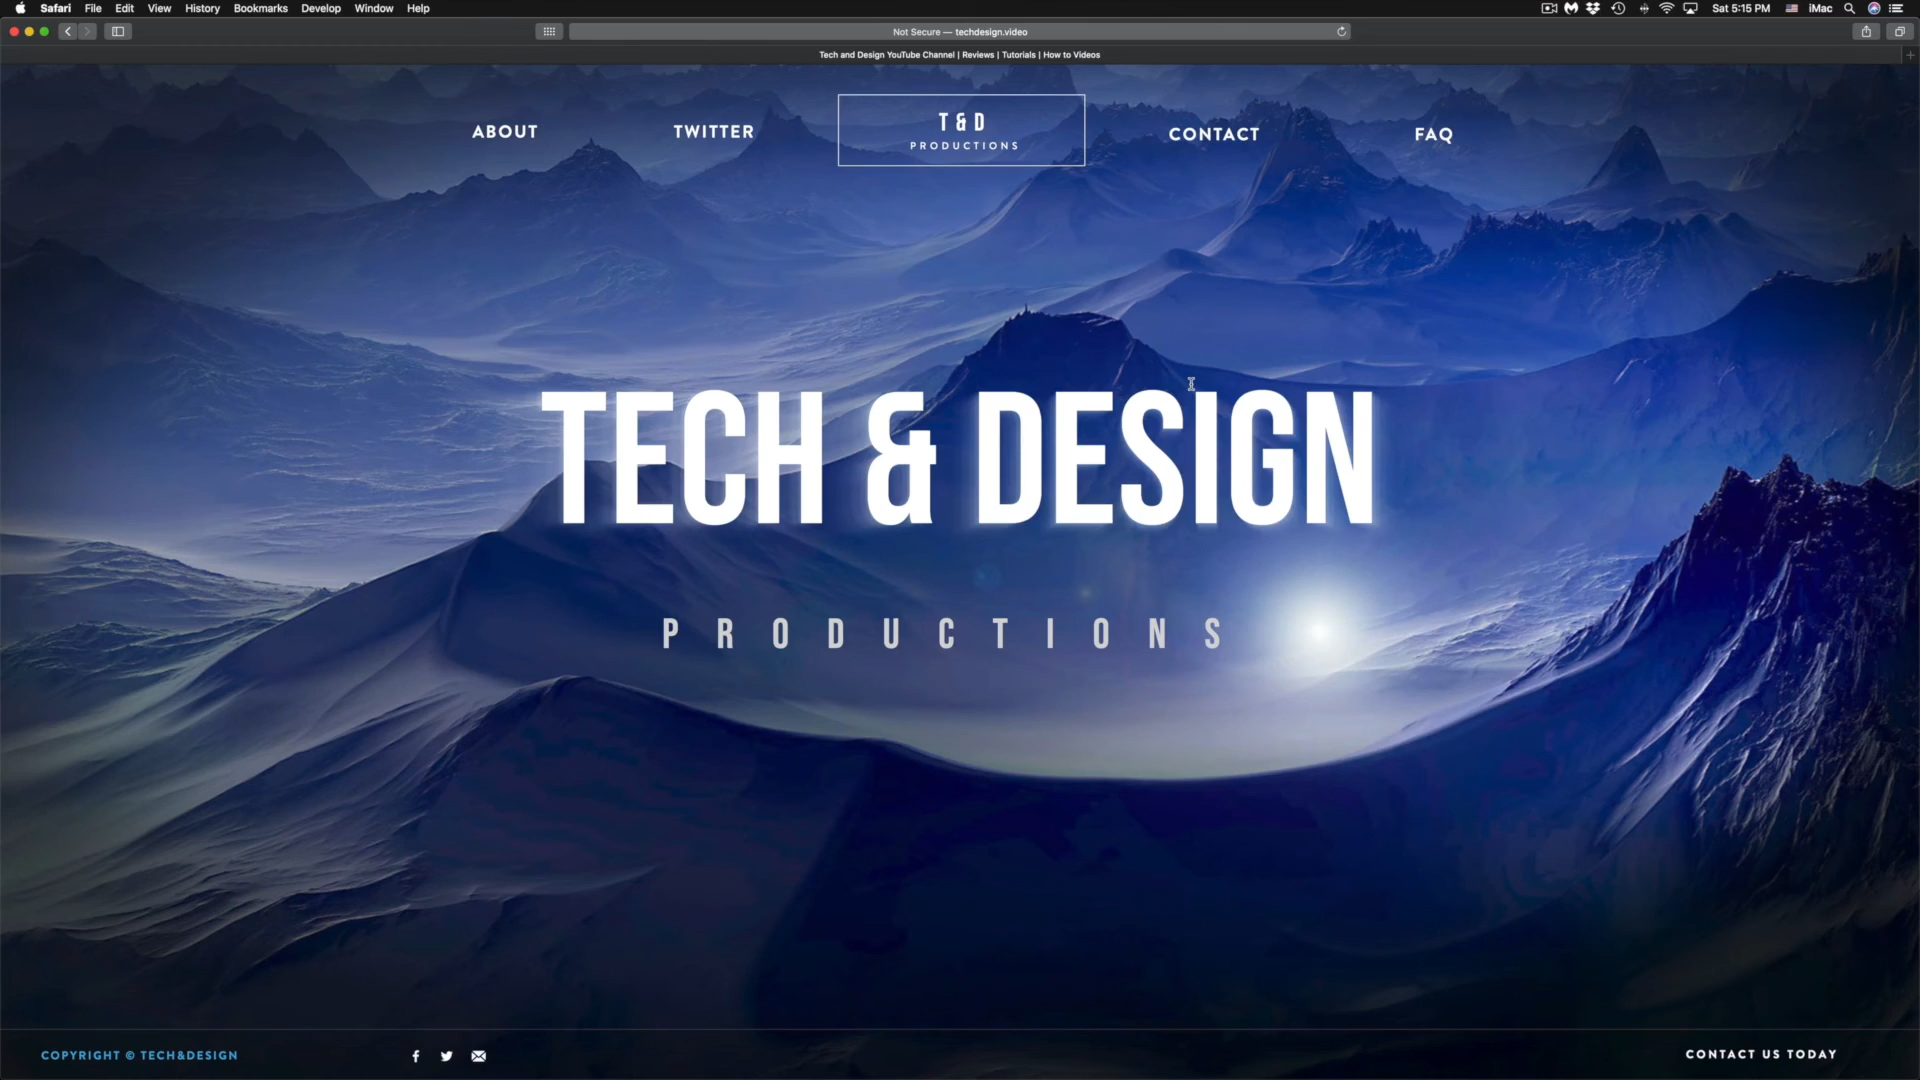 Safari File Edit View History Bookmarks Develop Window Help Sat 5:15 PM iMac
Not Secure — techdesign.video
Tech and Design YouTube Channel | Reviews | Tutorials | How to Videos
ABOUT TWITTER T & D CONTACT FAQ
PRODUCTIONS
TECH & DESIGN
PRODUCTIONS
COPYRIGHT © TECH&DESIGN CONTACT US TODAY